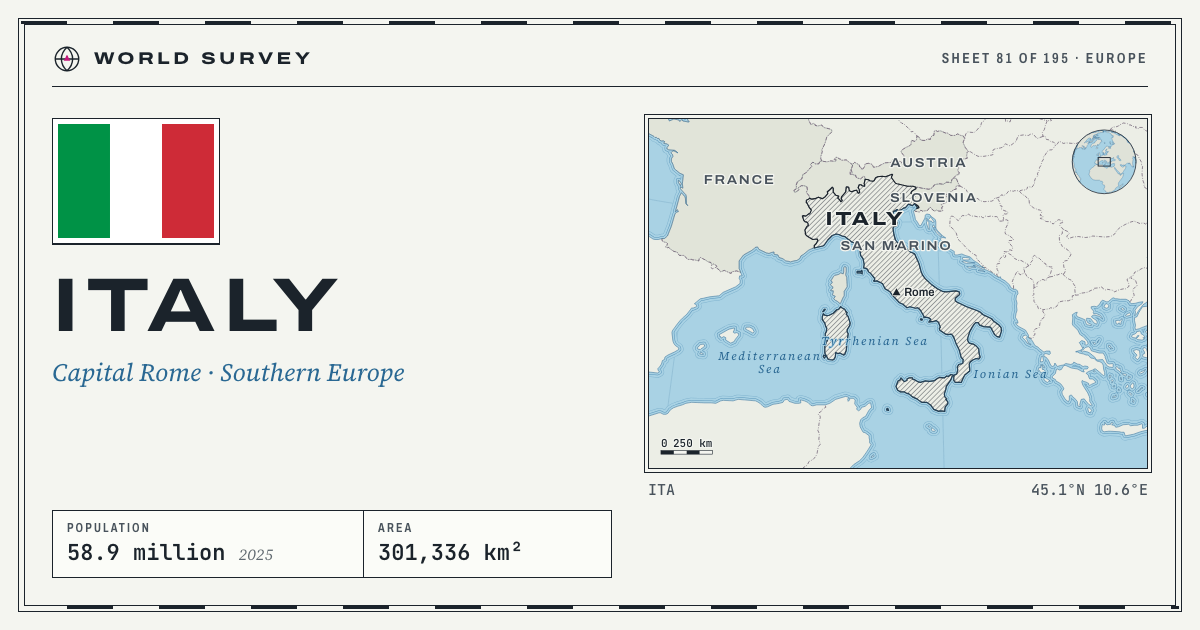 WORLD SURVEY
SHEET 81 OF 195 · EUROPE
ITALY
Capital Rome · Southern Europe
POPULATION
58.9 million 2025
AREA
301,336 km²
AUSTRIA
FRANCE
SLOVENIA
ITALY
SAN MARINO
Rome
Tyrrhenian Sea
Mediterranean
Sea
Ionian Sea
0 250 km
ITA
45.1°N 10.6°E